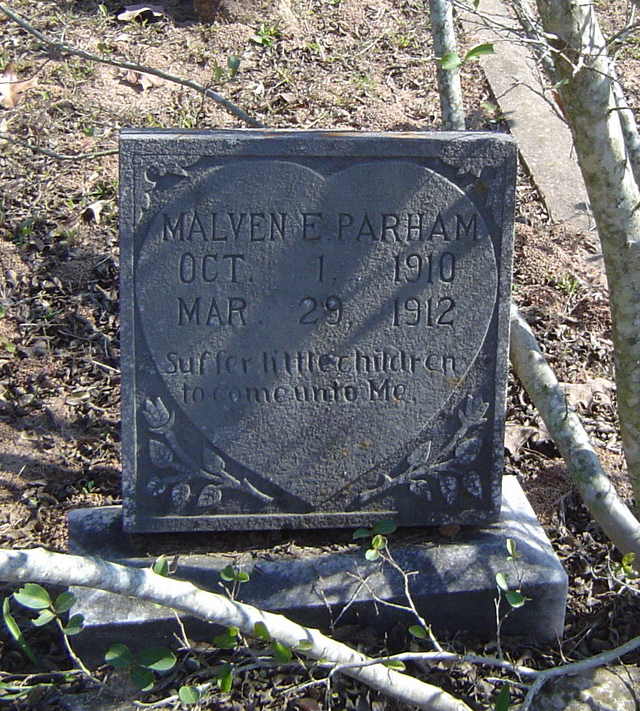 MALVEN E. PARHAM
OCT. 1, 1910
MAR. 29, 1912
Suffer little children
to come unto Me.